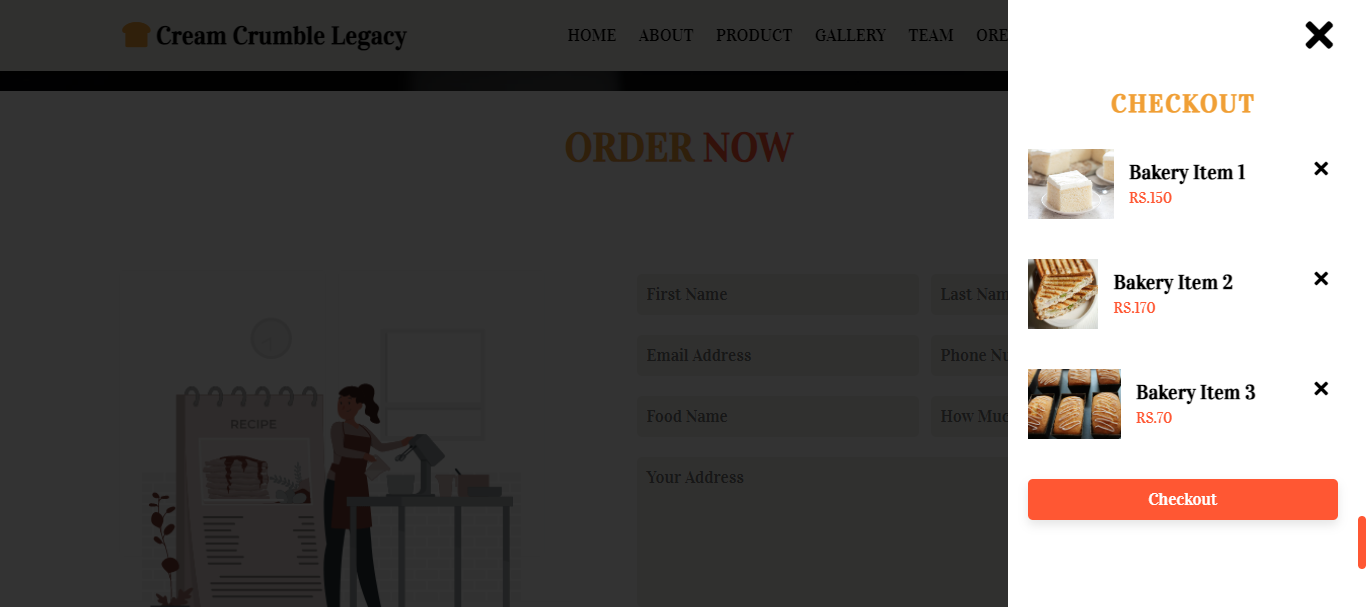 Cream Crumble Legacy
HOME ABOUT PRODUCT GALLERY TEAM ORE
CHECKOUT
ORDER NOW
Bakery Item 1
RS.150
Bakery Item 2
RS.170
Bakery Item 3
RS.70
Checkout
First Name
Last Nam
Email Address
Phone Nu
Food Name
How Muc
Your Address
RECIPE